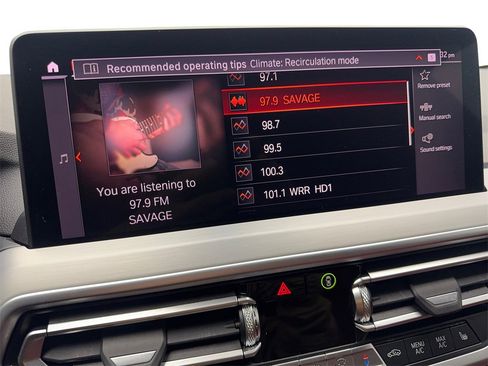 Recommended operating tips Climate: Recirculation mode
1
32 pm
97.1
Remove preset
97.9 SAVAGE
98.7
Manual search
99.5
Sound settings
You are listening to
97.9 FM
SAVAGE
100.3
101.1 WRR HD1
MENU
A/C
MAX
A/C